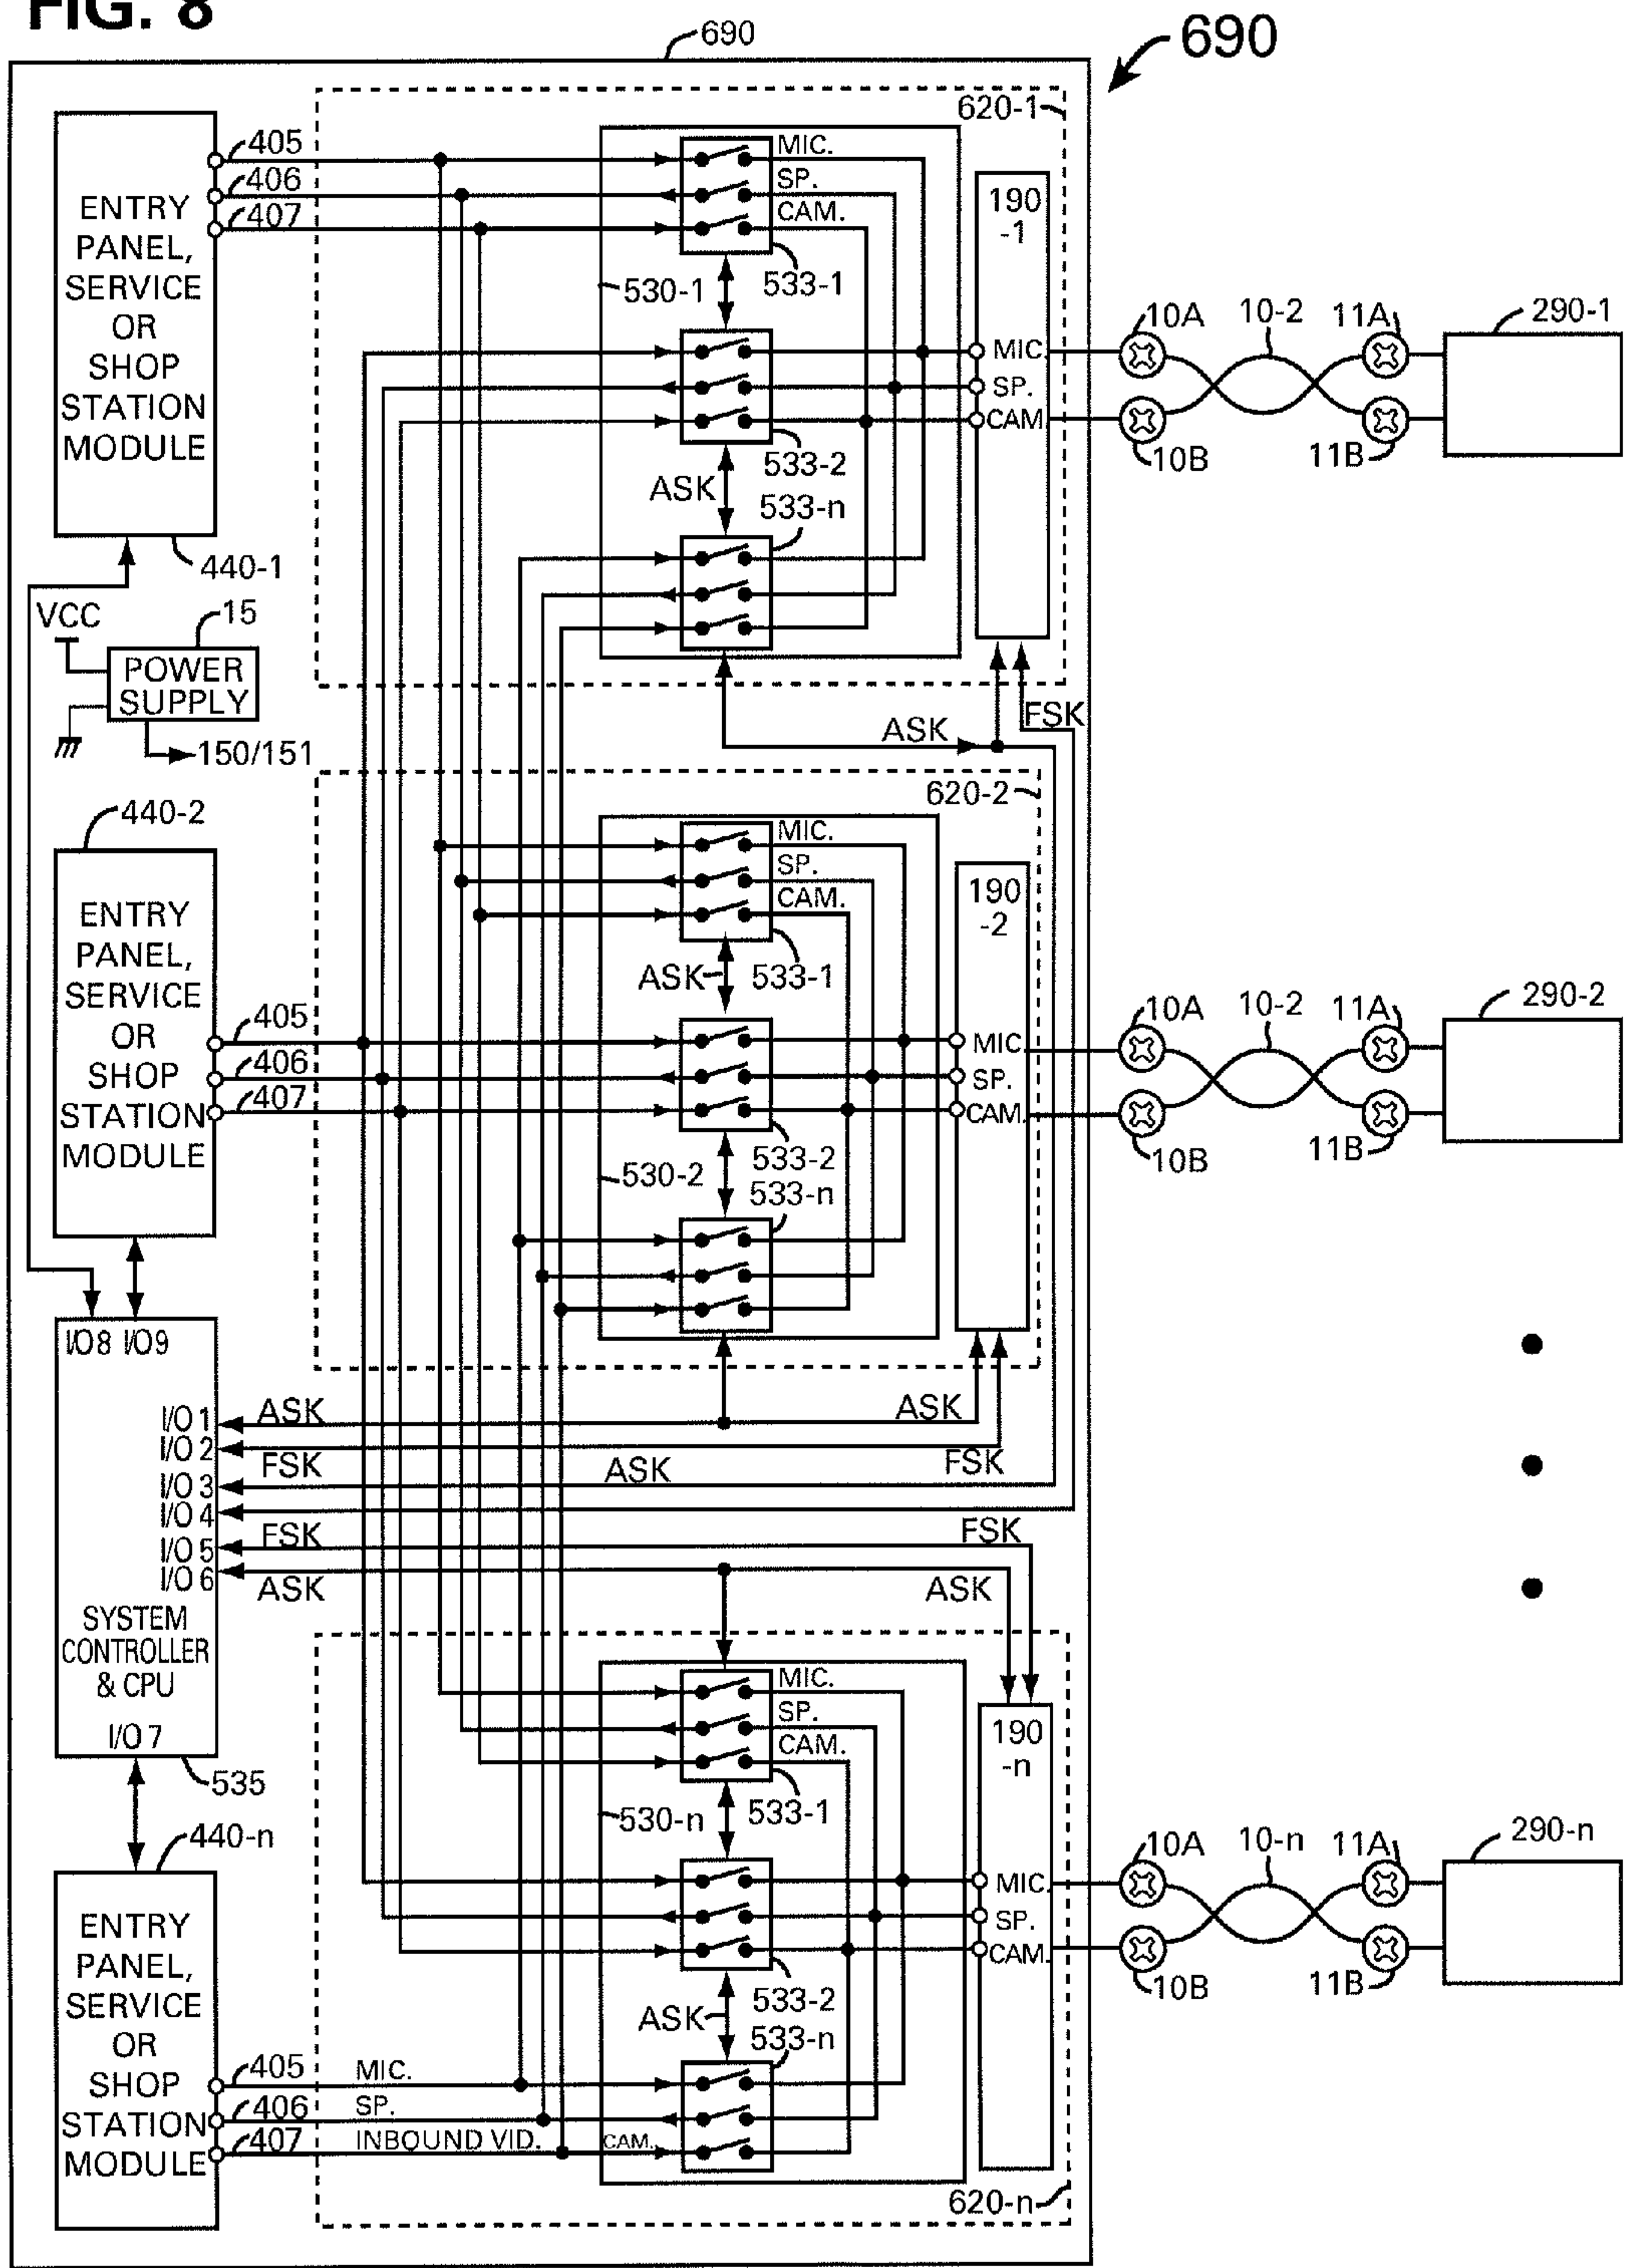 FIG. 8
690
690
620-1
405
406
407
ENTRY
PANEL,
SERVICE
OR
SHOP
STATION
MODULE
440-1
MIC.
SP.
CAM.
530-1
533-1
533-2
ASK
533-n
190
-1
MIC.
SP.
CAM.
10A
10-2
11A
290-1
10B
11B
VCC
15
POWER
SUPPLY
150/151
ASK
FSK
620-2
440-2
ENTRY
PANEL,
SERVICE
OR
SHOP
STATION
MODULE
405
406
407
MIC.
SP.
CAM.
ASK
533-1
533-2
530-2
533-n
190
-2
MIC.
SP.
CAM.
10A
10-2
11A
290-2
10B
11B
I/O8 I/O9
I/O 1
I/O 2
I/O 3
I/O 4
I/O 5
I/O 6
ASK
ASK
FSK
FSK
ASK
FSK
FSK
ASK
ASK
SYSTEM
CONTROLLER
& CPU
I/O 7
535
440-n
MIC.
SP.
CAM.
530-n
533-1
533-2
ASK
533-n
190
-n
MIC.
SP.
CAM.
10A
10-n
11A
290-n
10B
11B
ENTRY
PANEL,
SERVICE
OR
SHOP
STATION
MODULE
405
406
407
MIC.
SP.
INBOUND VID.
CAM.
620-n